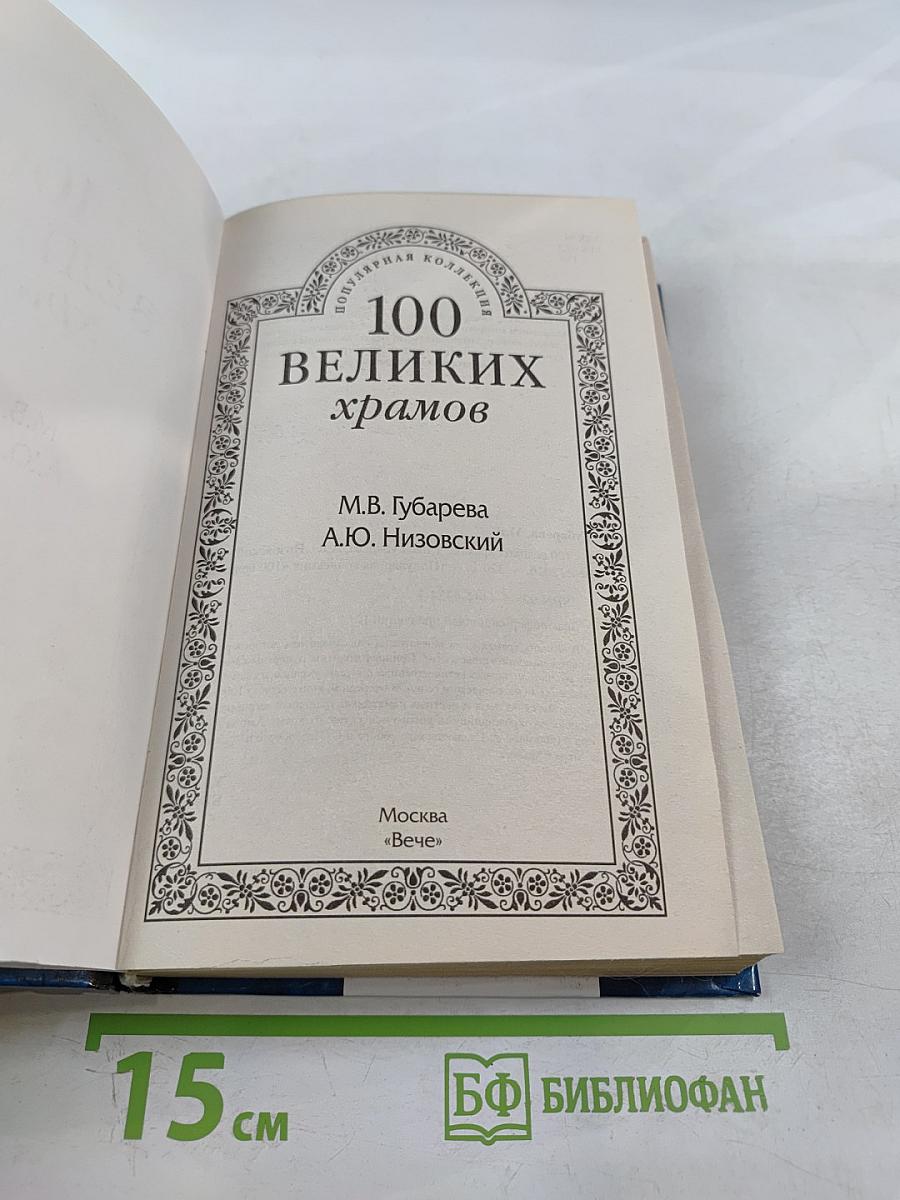 ПОПУЛЯРНАЯ КОЛЛЕКЦИЯ
100
ВЕЛИКИХ
храмов
М.В. Губарева
А.Ю. Низовский
Москва
«Вече»
15 см
БФ БИБЛИОФАН